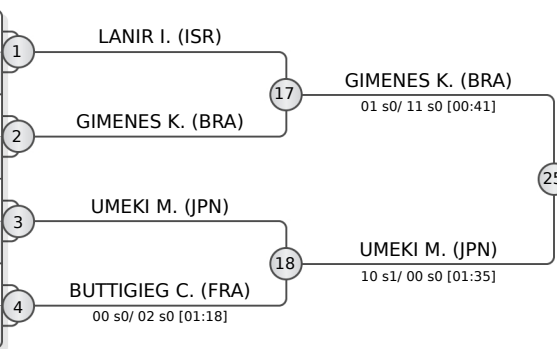 1
LANIR I. (ISR)
17
GIMENES K. (BRA)
01 s0/ 11 s0 [00:41]
2
GIMENES K. (BRA)
25
3
UMEKI M. (JPN)
18
UMEKI M. (JPN)
10 s1/ 00 s0 [01:35]
4
BUTTIGIEG C. (FRA)
00 s0/ 02 s0 [01:18]